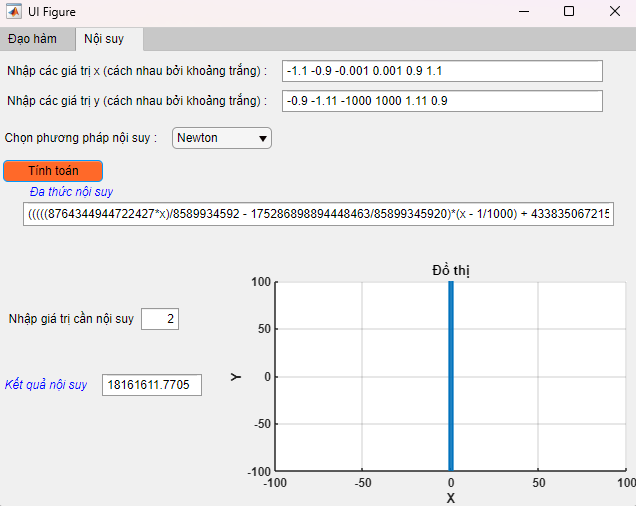 UI Figure
Đạo hàm Nội suy
Nhập các giá trị x (cách nhau bởi khoảng trắng) : -1.1 -0.9 -0.001 0.001 0.9 1.1
Nhập các giá trị y (cách nhau bởi khoảng trắng) : -0.9 -1.11 -1000 1000 1.11 0.9
Chọn phương pháp nội suy : Newton
Tính toán
Đa thức nội suy
(((((8764344944722427*x)/8589934592 - 175286898894448463/85899345920)*(x - 1/1000) + 433835067215
Đồ thị
100
50
0
-50
-100
Y
-100 -50 0 50 100
X
Nhập giá trị cần nội suy 2
Kết quả nội suy 18161611.7705